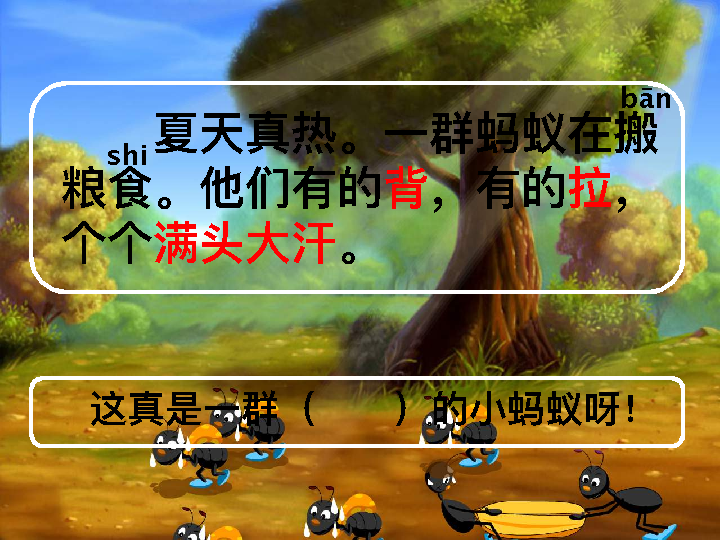 bān
夏天真热。一群蚂蚁在搬
shi
粮食。他们有的背，有的拉，
个个满头大汗。
这真是一群（　　）的小蚂蚁呀！